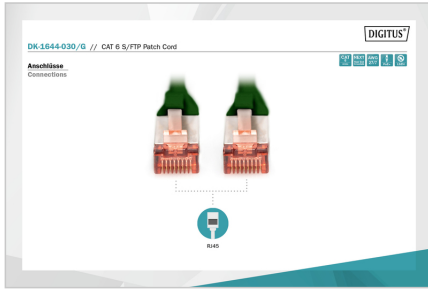 DIGITUS®
DK-1644-030/G // CAT 6 S/FTP Patch Cord
Anschlüsse
Connections
RJ45